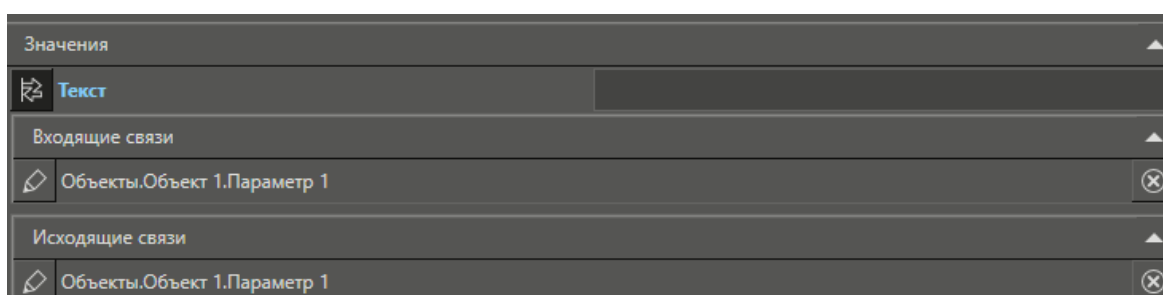 Значения
Текст
Входящие связи
Объекты.Объект 1.Параметр 1
Исходящие связи
Объекты.Объект 1.Параметр 1